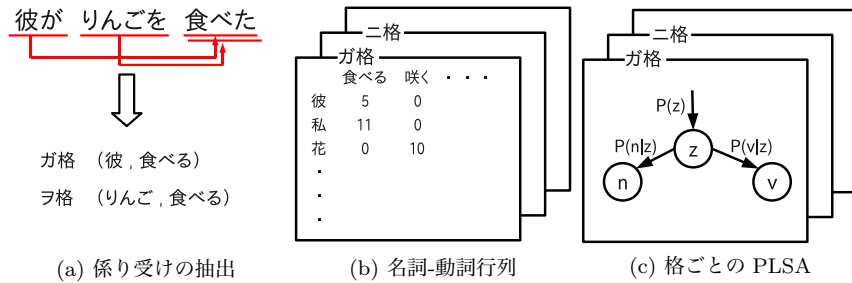 彼が りんごを 食べた
ガ格 (彼 , 食べる)
ヲ格 (りんご , 食べる)
(a) 係り受けの抽出
ニ格
ガ格
食べる 咲く ・・・
彼 5 0
私 11 0
花 0 10
・
・
・
(b) 名詞-動詞行列
ニ格
ガ格
P(z)
P(n|z) z P(v|z)
n v
(c) 格ごとの PLSA